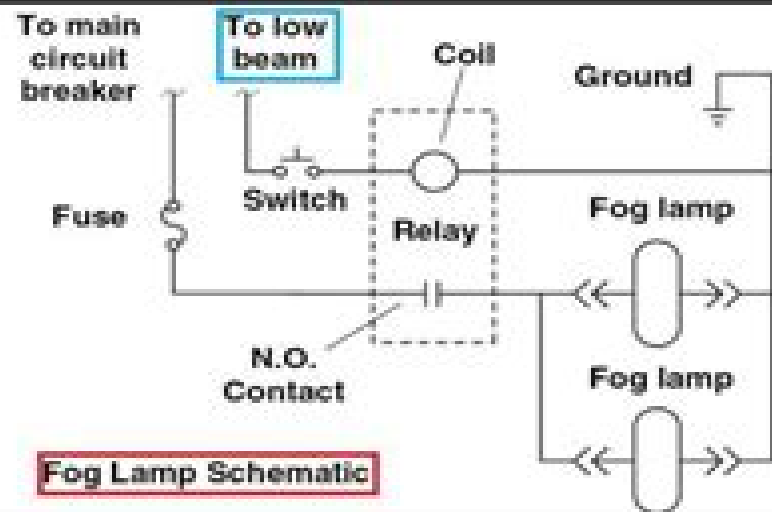 To main
circuit
breaker
To low
beam
Coil
Ground
Switch
Fuse
Relay
Fog lamp
N.O.
Contact
Fog lamp
Fog Lamp Schematic